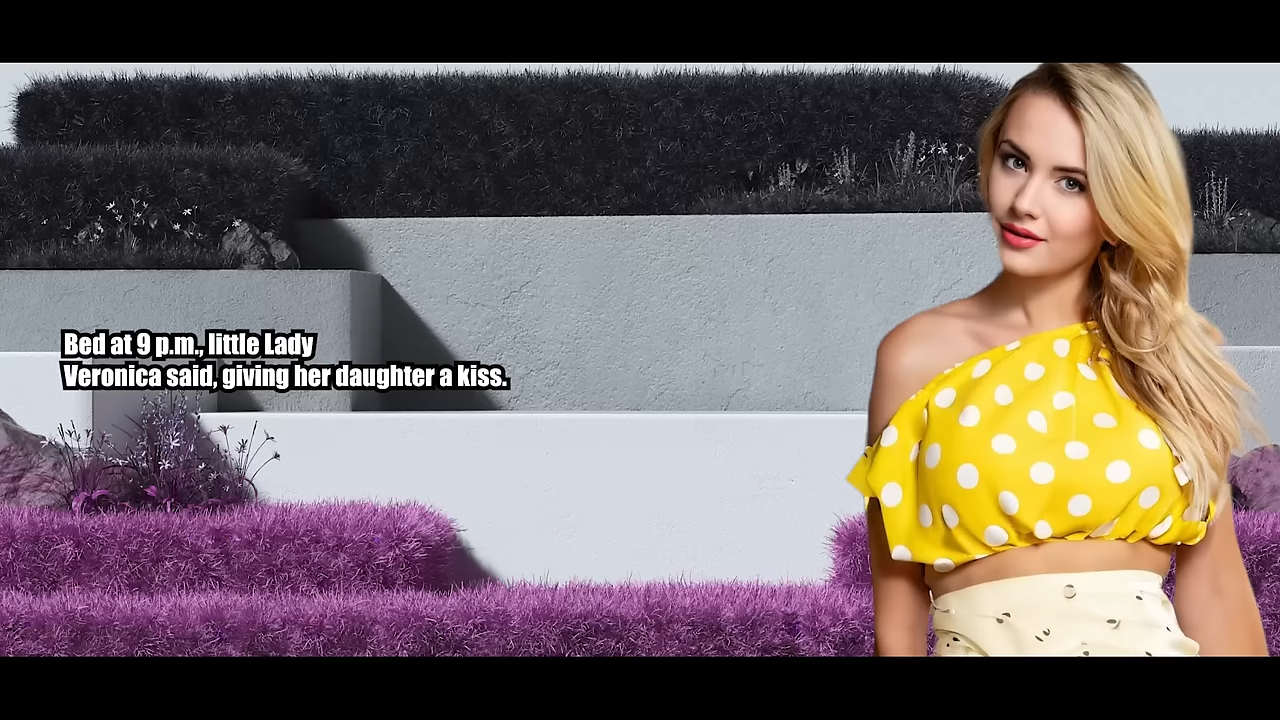 Bed at 9 p.m., little Lady
Veronica said, giving her daughter a kiss.